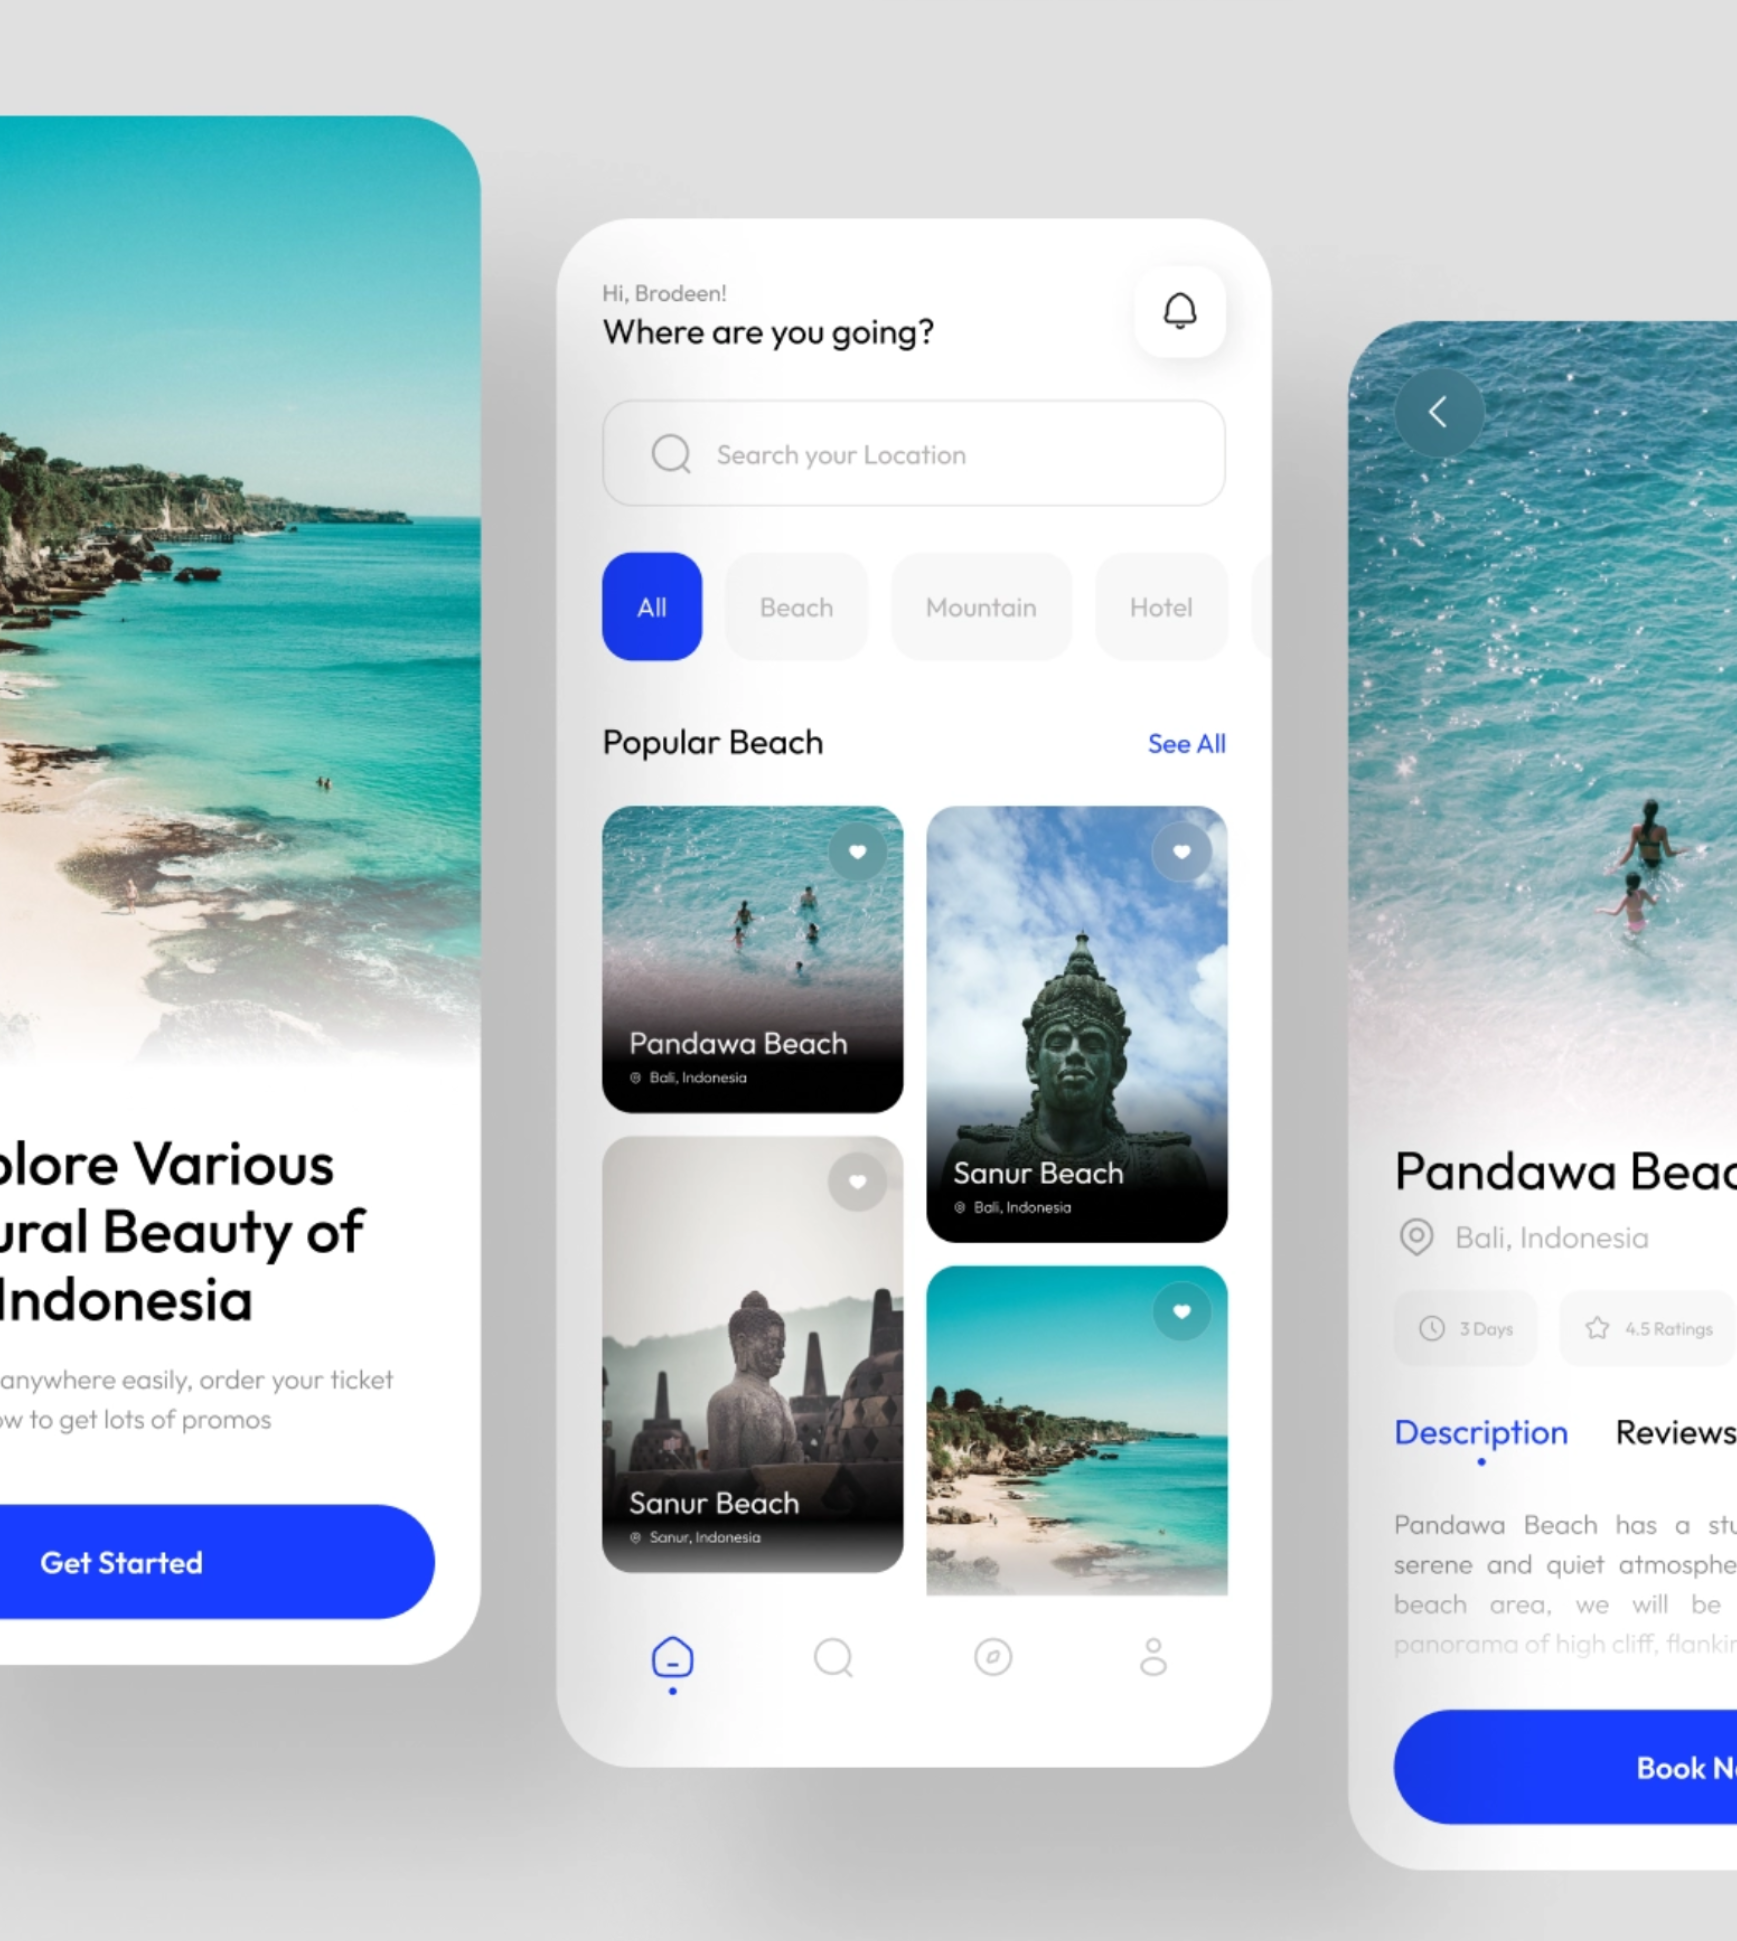 plore Various
ural Beauty of
Indonesia
anywhere easily, order your ticket
ow to get lots of promos
Get Started
Hi, Brodeen!
Where are you going?
Search your Location
All
Beach
Mountain
Hotel
Popular Beach
See All
Pandawa Beach
Bali, Indonesia
Sanur Beach
Bali, Indonesia
Sanur Beach
Sanur, Indonesia
Pandawa Beac
Bali, Indonesia
3 Days
4.5 Ratings
Description
Reviews
Pandawa Beach has a stu
serene and quiet atmosphe
beach area, we will be
panorama of high cliff, flankin
Book N